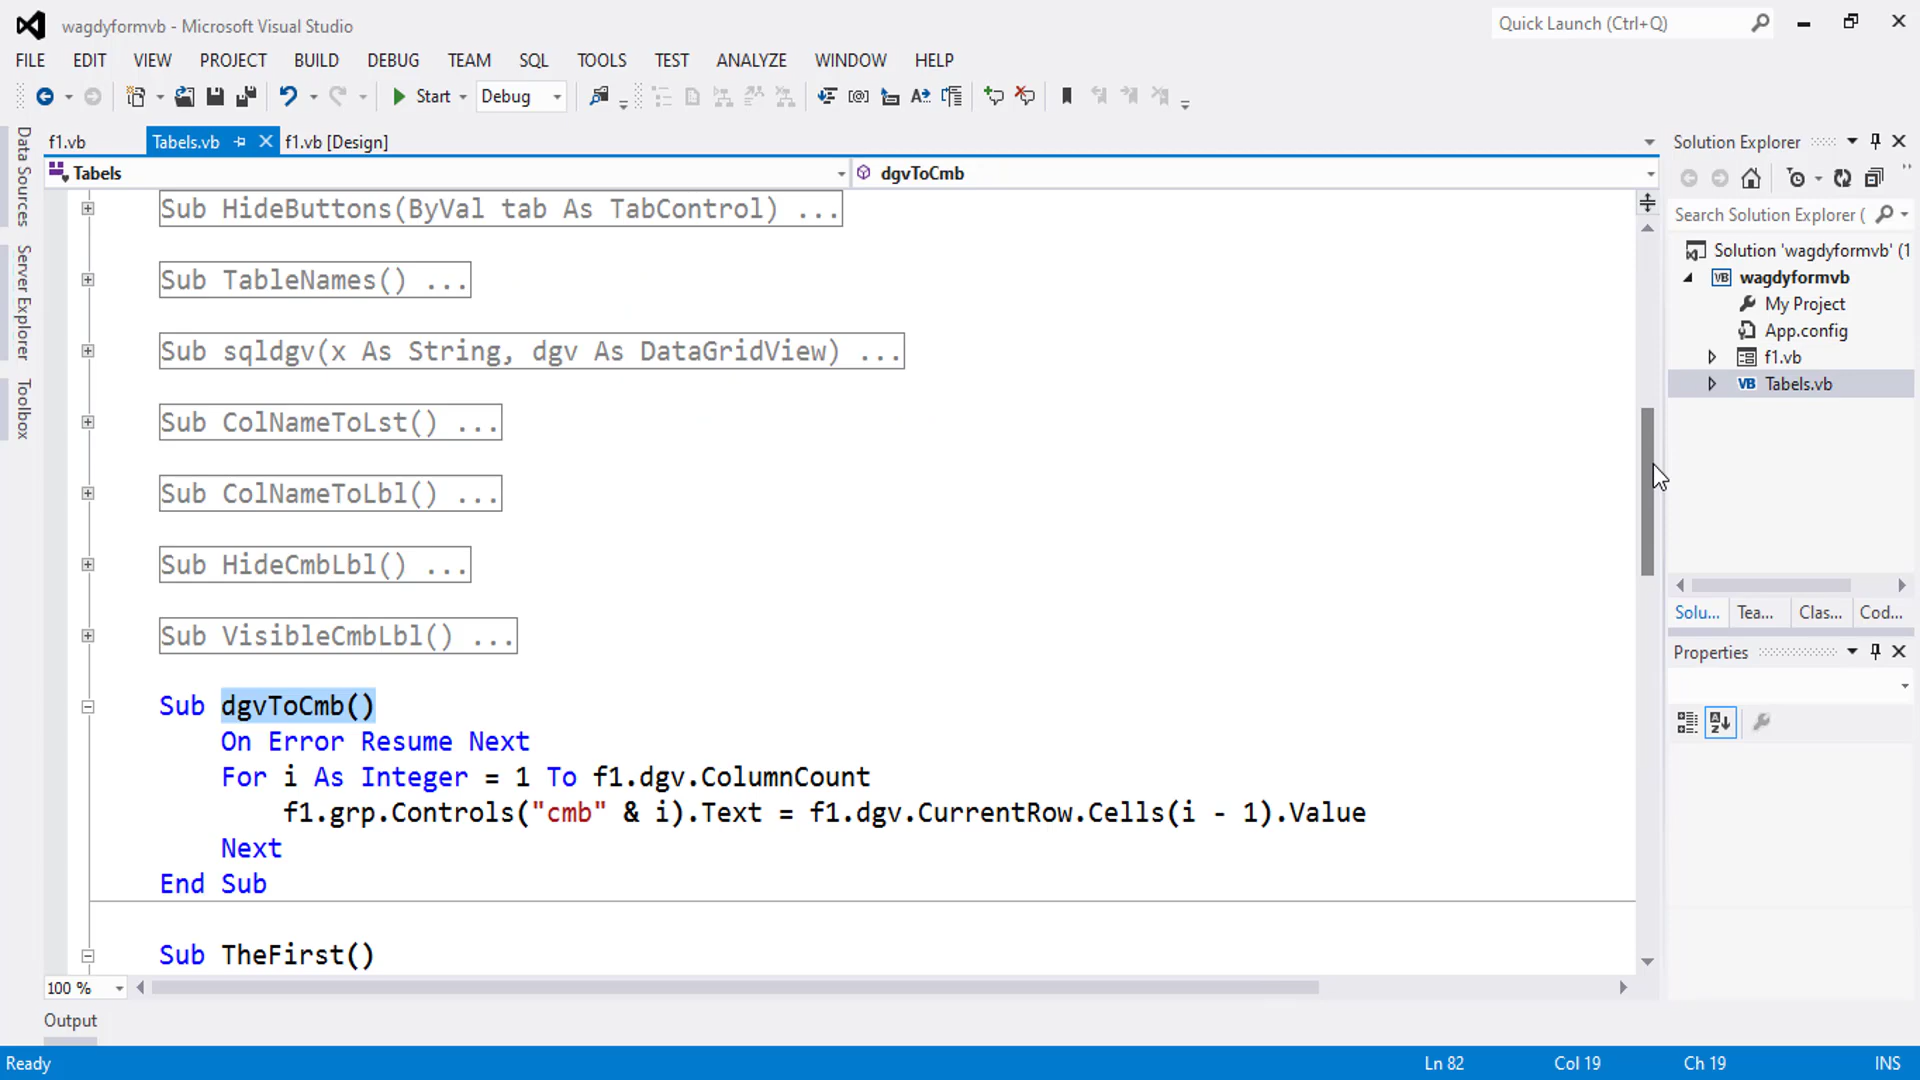 wagdyformvb - Microsoft Visual Studio
Quick Launch (Ctrl+Q)
FILE EDIT VIEW PROJECT BUILD DEBUG TEAM SQL TOOLS TEST ANALYZE WINDOW HELP
Start Debug
f1.vb Tabels.vb f1.vb [Design]
Tabels dgvToCmb
Data Sources
Server Explorer
Toolbox
Sub HideButtons(ByVal tab As TabControl) ...
Sub TableNames() ...
Sub sqldgv(x As String, dgv As DataGridView) ...
Sub ColNameToLst() ...
Sub ColNameToLbl() ...
Sub HideCmbLbl() ...
Sub VisibleCmbLbl() ...
Sub dgvToCmb()
On Error Resume Next
For i As Integer = 1 To f1.dgv.ColumnCount
f1.grp.Controls("cmb" & i).Text = f1.dgv.CurrentRow.Cells(i - 1).Value
Next
End Sub
Sub TheFirst()
100 %
Output
Solution Explorer
Search Solution Explorer (
Solution 'wagdyformvb' (1
wagdyformvb
My Project
App.config
f1.vb
Tabels.vb
Solu... Tea... Clas... Cod...
Properties
Ready Ln 82 Col 19 Ch 19 INS